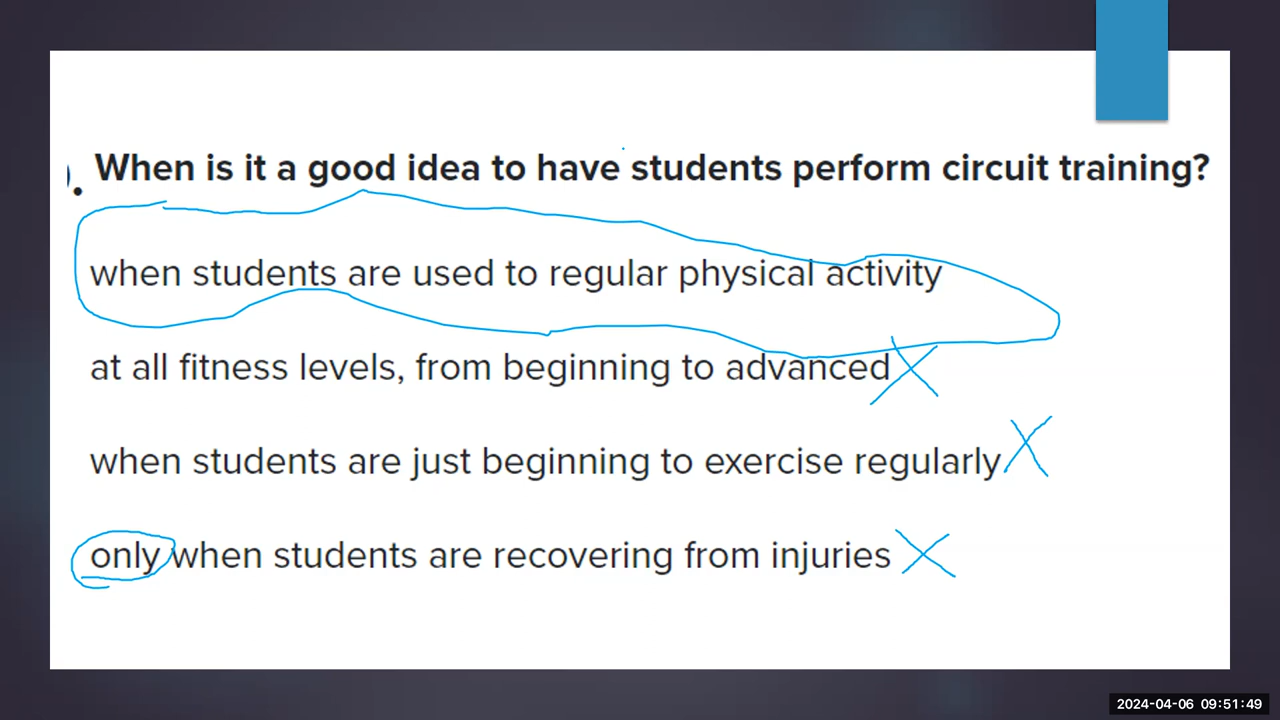 . When is it a good idea to have students perform circuit training?
when students are used to regular physical activity
at all fitness levels, from beginning to advanced
when students are just beginning to exercise regularly
only when students are recovering from injuries
2024-04-06 09:51:49